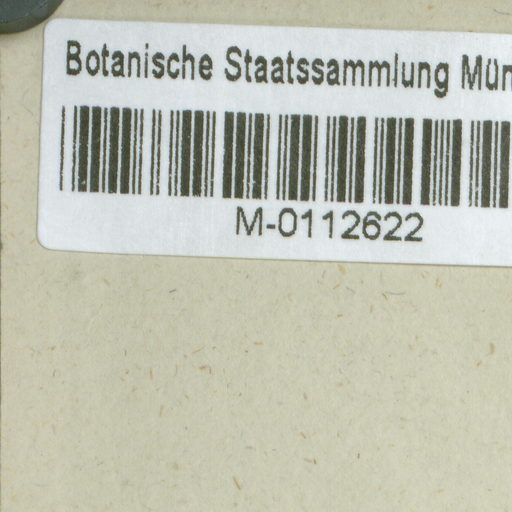 Botanische Staatssammlung Mün
M-0112622